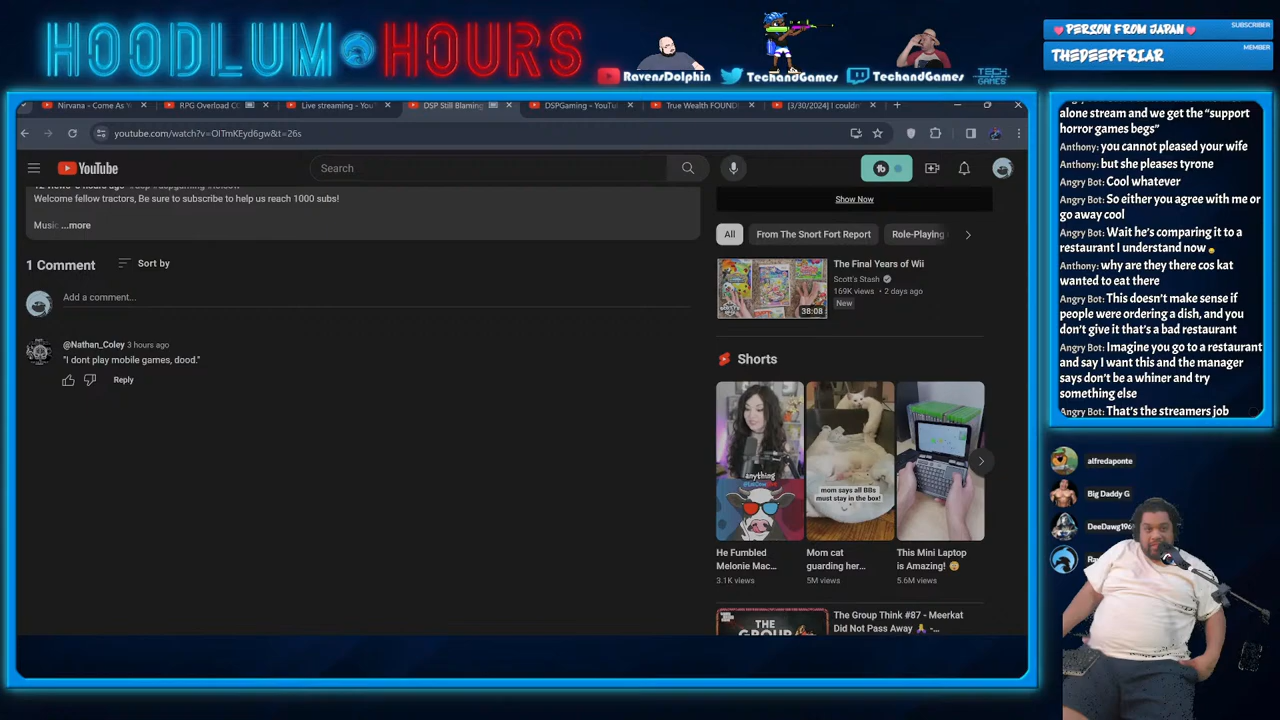 HOODLUM HOURS
RavensDolphin
TechandGames
TechandGames
TECH GAMES
SUBSCRIBER
PERSON FROM JAPAN
MEMBER
THEDEEPFRIAR
Nirvana - Come As
RPG Overload
Live streaming - You
DSP Still Blaming
DSPGaming - YouTu
True Wealth FOUND
[3/30/2024] I couldn
youtube.com/watch?v=OITmKEyd6gw&t=26s
YouTube
Search
Welcome fellow tractors, Be sure to subscribe to help us reach 1000 subs!
Music ...more
1 Comment
Sort by
Add a comment...
@Nathan_Coley 3 hours ago
"I dont play mobile games, dood."
Reply
Show Now
All
From The Snort Fort Report
Role-Playing
The Final Years of Wii
Scott's Stash
169K views • 2 days ago
New
38:08
Shorts
anything
mom says all BBs
must stay in the box!
He Fumbled
Melonie Mac...
3.1K views
Mom cat
guarding her...
5M views
This Mini Laptop
is Amazing!
5.6M views
THE
The Group Think #87 - Meerkat
Did Not Pass Away
alone stream and we get the “support
horror games begs”
Anthony: you cannot pleased your wife
Anthony: but she pleases tyrone
Angry Bot: Cool whatever
Angry Bot: So either you agree with me or
go away cool
Angry Bot: Wait he’s comparing it to a
restaurant I understand now
Anthony: why are they there cos kat
wanted to eat there
Angry Bot: This doesn’t make sense if
people were ordering a dish, and you
don’t give it that’s a bad restaurant
Angry Bot: Imagine you go to a restaurant
and say I want this and the manager
says don’t be a whiner and try
something else
Angry Bot: That’s the streamers job
alfredaponte
Big Daddy G
DeeDawg196